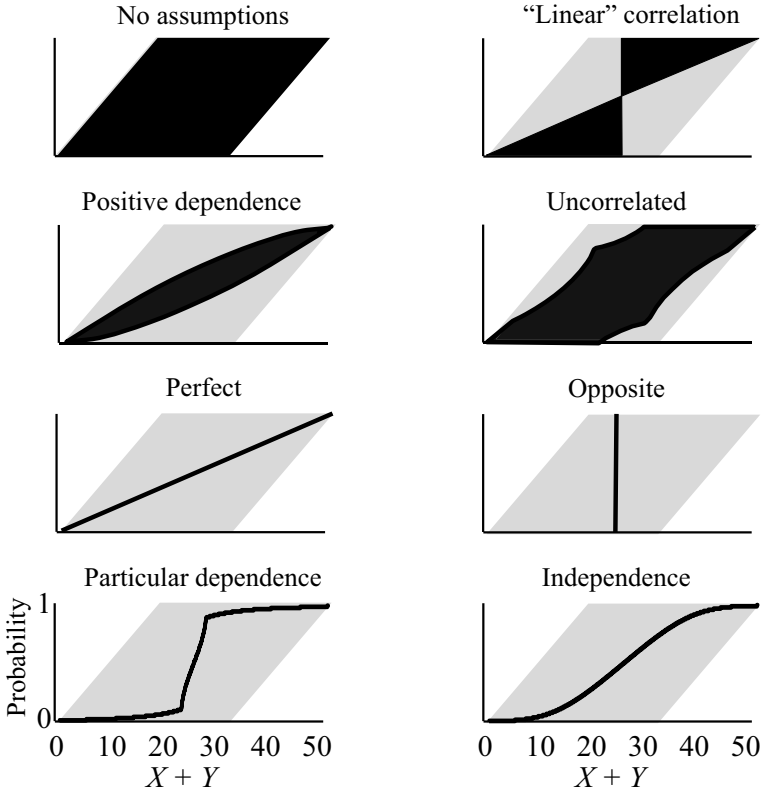 No assumptions
“Linear” correlation
Positive dependence
Uncorrelated
Perfect
Opposite
Particular dependence
Independence
Probability
1
0
0 10 20 30 40 50
X + Y
0 10 20 30 40 50
X + Y